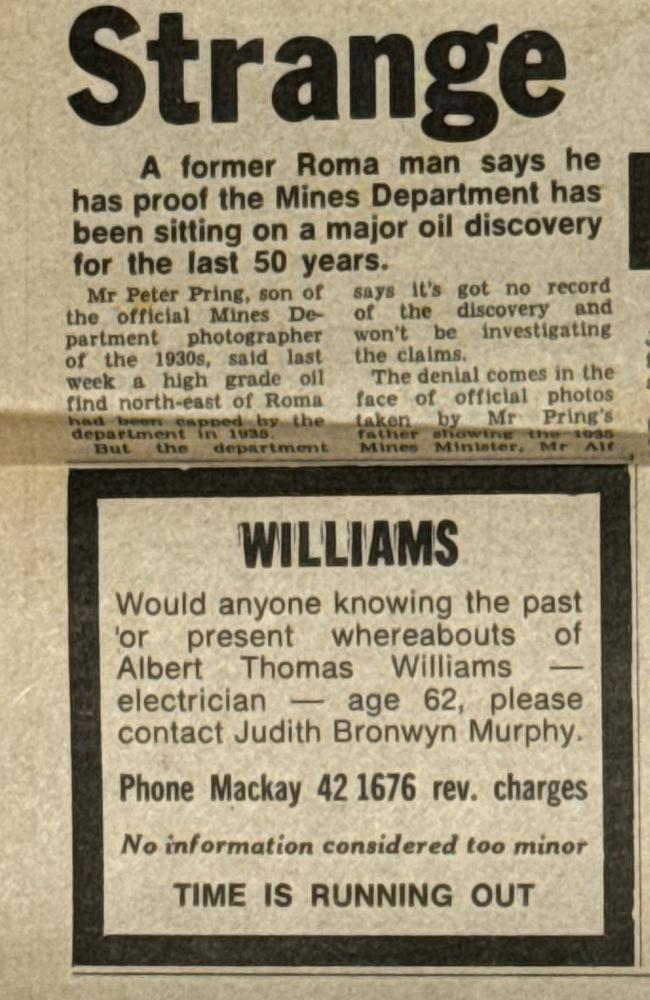 Strange
A former Roma man says he
has proof the Mines Department has
been sitting on a major oil discovery
for the last 50 years.
Mr Peter Pring, son of
the official Mines De-
partment photographer
of the 1930s, said last
week a high grade oil
find north-east of Roma
had been capped by the
department in 1935.
But the department
says it's got no record
of the discovery and
won't be investigating
the claims.
The denial comes in the
face of official photos
taken by Mr Pring's
father showing the 1935
Mines Minister, Mr Alf
WILLIAMS
Would anyone knowing the past
'or present whereabouts of
Albert Thomas Williams —
electrician — age 62, please
contact Judith Bronwyn Murphy.
Phone Mackay 42 1676 rev. charges
No information considered too minor
TIME IS RUNNING OUT